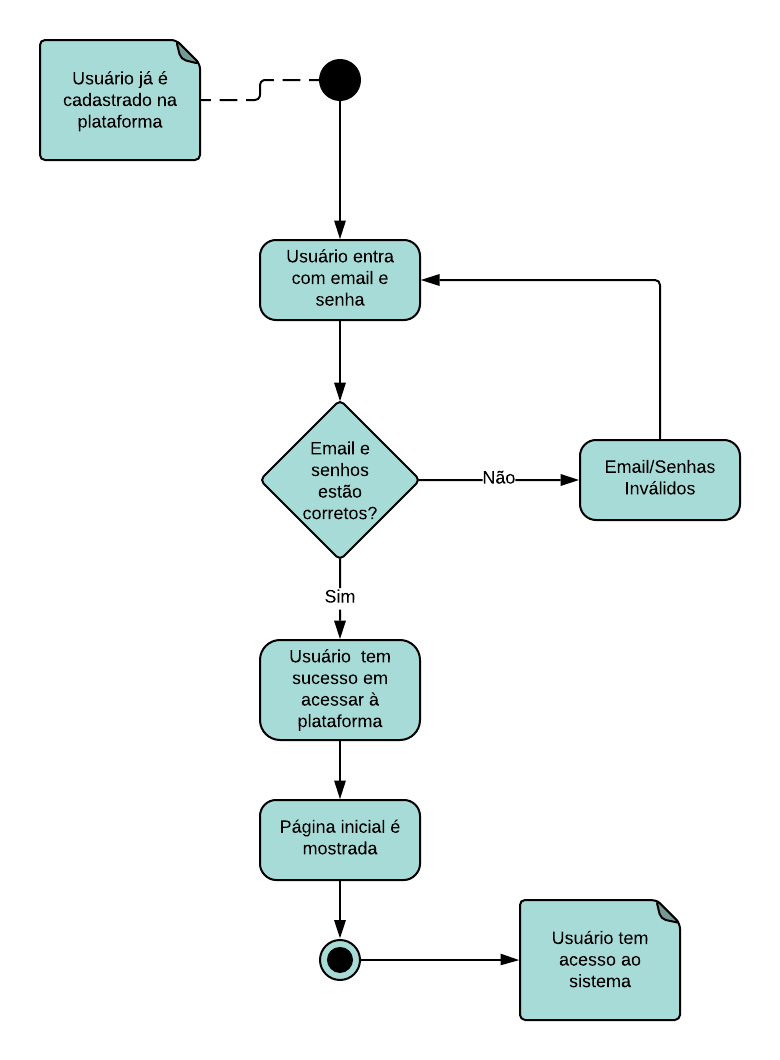 Usuário já é
cadastrado na
plataforma
Usuário entra
com email e
senha
Email e
senhos
estão
corretos?
Não
Email/Senhas
Inválidos
Sim
Usuário  tem
sucesso em
acessar à
plataforma
Página inicial é
mostrada
Usuário tem
acesso ao
sistema